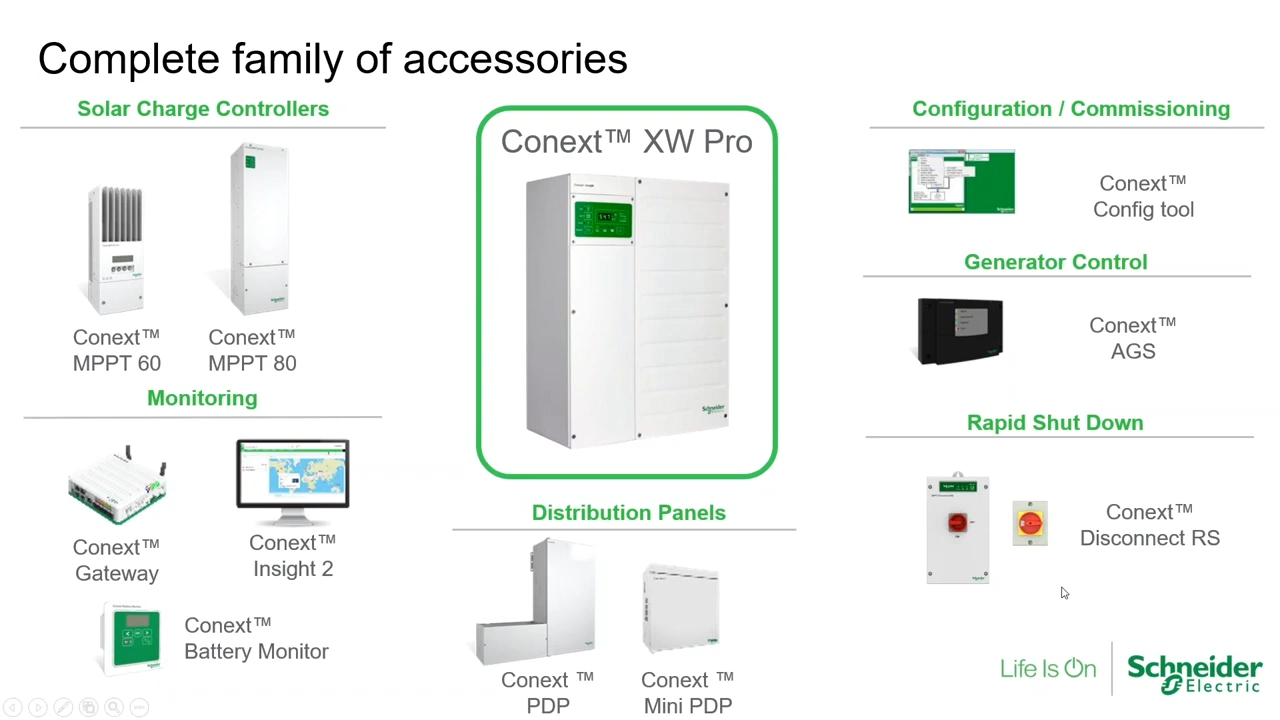 Complete family of accessories
Solar Charge Controllers
Conext™
MPPT 60
Conext™
MPPT 80
Monitoring
Conext™
Gateway
Conext™
Insight 2
Conext™
Battery Monitor
Conext™ XW Pro
Schneider
Distribution Panels
Conext ™
PDP
Conext ™
Mini PDP
Configuration / Commissioning
Conext™
Config tool
Generator Control
Conext™
AGS
Rapid Shut Down
Conext™
Disconnect RS
Life Is On
Schneider
Electric